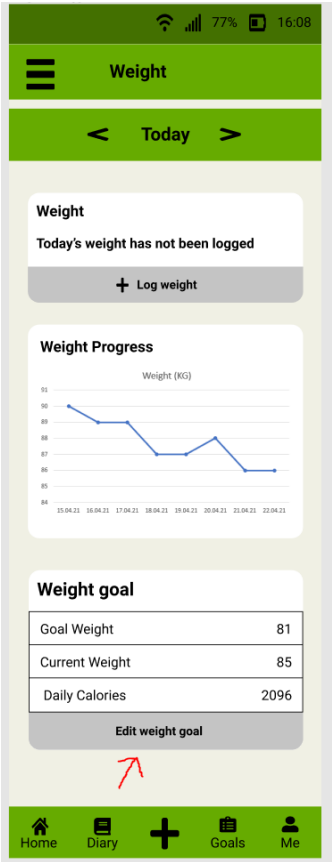 77% 16:08
Weight
< Today >
Weight
Today's weight has not been logged
+ Log weight
Weight Progress
Weight (KG)
91
90
89
88
87
86
85
84
15.04.21 16.04.21 17.04.21 18.04.21 19.04.21 20.04.21 21.04.21 22.04.21
Weight goal
Goal Weight 81
Current Weight 85
Daily Calories 2096
Edit weight goal
Home Diary Goals Me